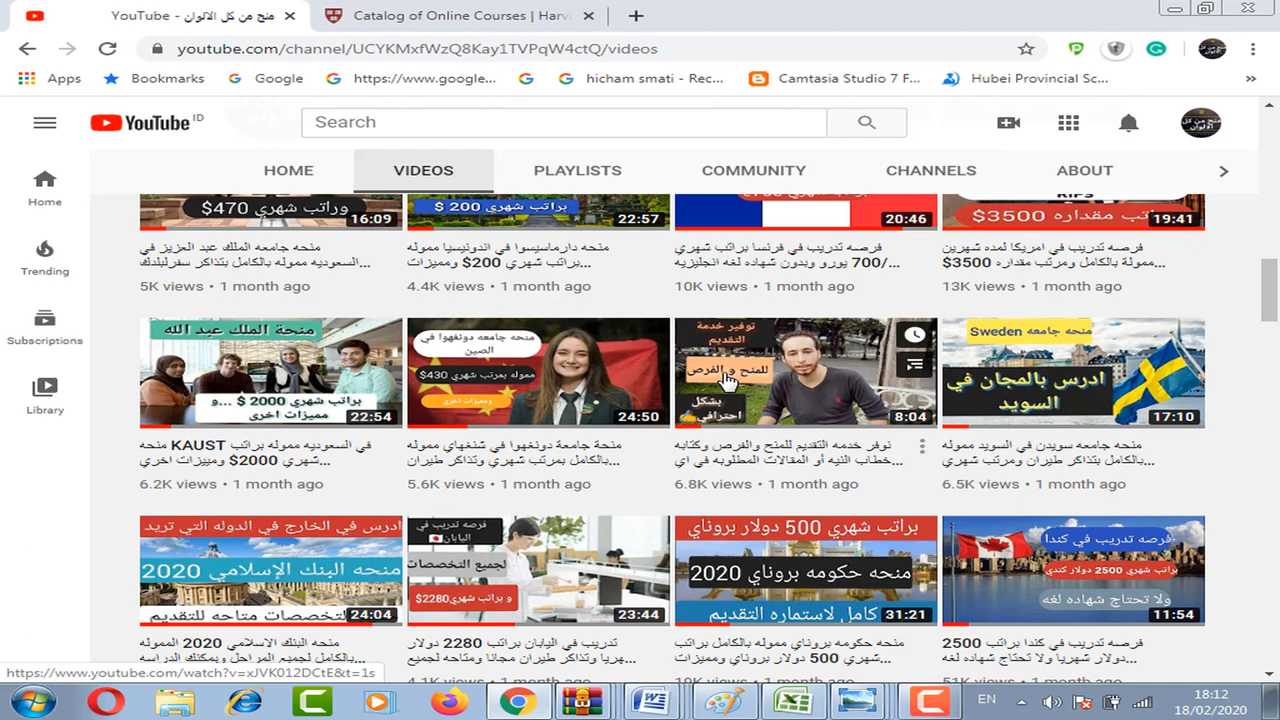 منح من كل الالوان - YouTube
Catalog of Online Courses | Harv
youtube.com/channel/UCYKMxfWzQ8Kay1TVPqW4ctQ/videos
Apps
Bookmarks
Google
https://www.google...
hicham smati - Rec...
Camtasia Studio 7 F...
Hubei Provincial Sc...
»
YouTube ID
Search
HOME
VIDEOS
PLAYLISTS
COMMUNITY
CHANNELS
ABOUT
Home
Trending
Subscriptions
Library
وراتب شهري 470$
16:09
براتب شهري 200 $
22:57
20:46
راتب مقداره 3500$
19:41
منحه جامعه الملك عبد العزيز في
السعوديه مموله بالكامل بتذاكر سفرلبلدك...
5K views • 1 month ago
منحه دارماسيسوا في اندونيسيا مموله
براتب شهري 200$ ومميزات...
4.4K views • 1 month ago
فرصه تدريب في فرنسا براتب شهري
700/ يورو وبدون شهاده لغه انجليزيه...
10K views • 1 month ago
فرصه تدريب في امريكا لمده شهرين
ممولة بالكامل ومرتب مقداره 3500$...
13K views • 1 month ago
منحة الملك عبد الله
براتب شهري 2000 $ ...و
مميزات اخرى
22:54
منحه جامعه دونغهوا في
الصين
مموله بمرتب شهري 430$
ومميزات اخرى
24:50
توفير خدمة
التقديم
للمنح و الفرص
بشكل
احترافي
8:04
منحه جامعه Sweden
ادرس بالمجان في
السويد
17:10
منحه KAUST في السعوديه مموله براتب
شهري 2000$ ومميزات اخري...
6.2K views • 1 month ago
منحة جامعة دونغهوا في شنغهاي مموله
بالكامل بمرتب شهري وتذاكر طيران...
5.6K views • 1 month ago
نوفر خدمه التقديم للمنح والفرص وكتابه
خطاب النيه أو المقالات المطلوبه في اي...
6.8K views • 1 month ago
منحه جامعه سويدن في السويد مموله
بالكامل بتذاكر طيران ومرتب شهري...
6.5K views • 1 month ago
ادرس في الخارج في الدوله التي تريد
منحه البنك الإسلامي 2020
التخصصات متاحه للتقديم
24:04
فرصه تدريب في
اليابان
لجميع التخصصات
و براتب شهري 2280$
23:44
براتب شهري 500 دولار بروناي
منحه حكومه بروناي 2020
كامل لاستماره التقديم
31:21
فرصه تدريب في كندا
براتب شهري 2500 دولار كندي
ولا تحتاج شهاده لغه
11:54
منحه البنك الاسلامي 2020 المموله
بالكامل لجميع المراحل ويمكنك الدراسه
تدريب في اليابان براتب 2280 دولار
شهريا وتذاكر طيران مجانا ومتاحه لجميع
منحه حكومه بروناي مموله بالكامل براتب
شهري 500 دولار بروناي ومميزات
فرصه تدريب في كندا براتب 2500
دولار شهريا ولا تحتاج شهاده لغه
https://www.youtube.com/watch?v=xJVK012DCtE&t=1s
EN
18:12
18/02/2020